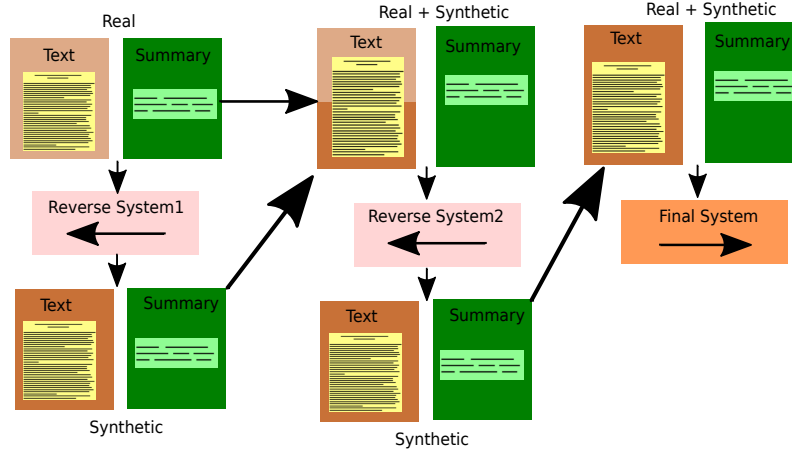 Real
Text
Summary
Reverse System1
Text
Summary
Synthetic
Real + Synthetic
Text
Summary
Reverse System2
Text
Summary
Synthetic
Real + Synthetic
Text
Summary
Final System